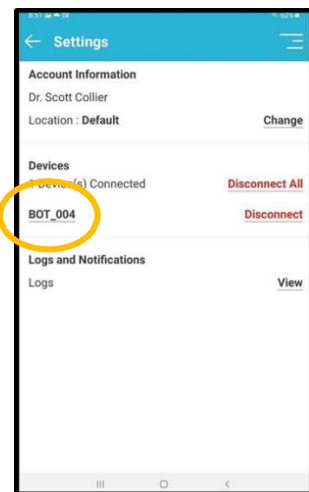 Settings
Account Information
Dr. Scott Collier
Location : Default Change
Devices
Device(s) Connected Disconnect All
BOT_004 Disconnect
Logs and Notifications
Logs View